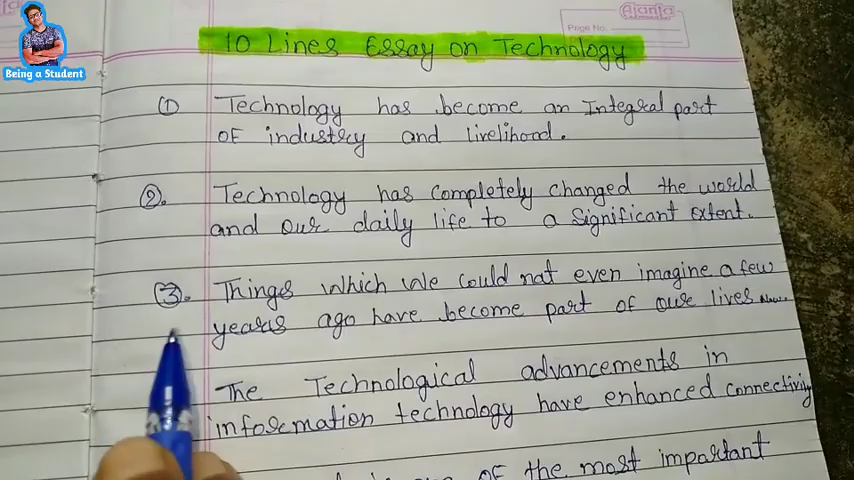 Ajanta
Page No.
Being a Student
10 Lines Essay on Technology
① Technology has become an Integral part
of industry and livelihood.
②. Technology has completely changed the world
and our daily life to a significant extent.
③. Things which we could not even imagine a few
years ago have become part of our lives Now.
The Technological advancements in
information technology have enhanced connectivity
of the most important